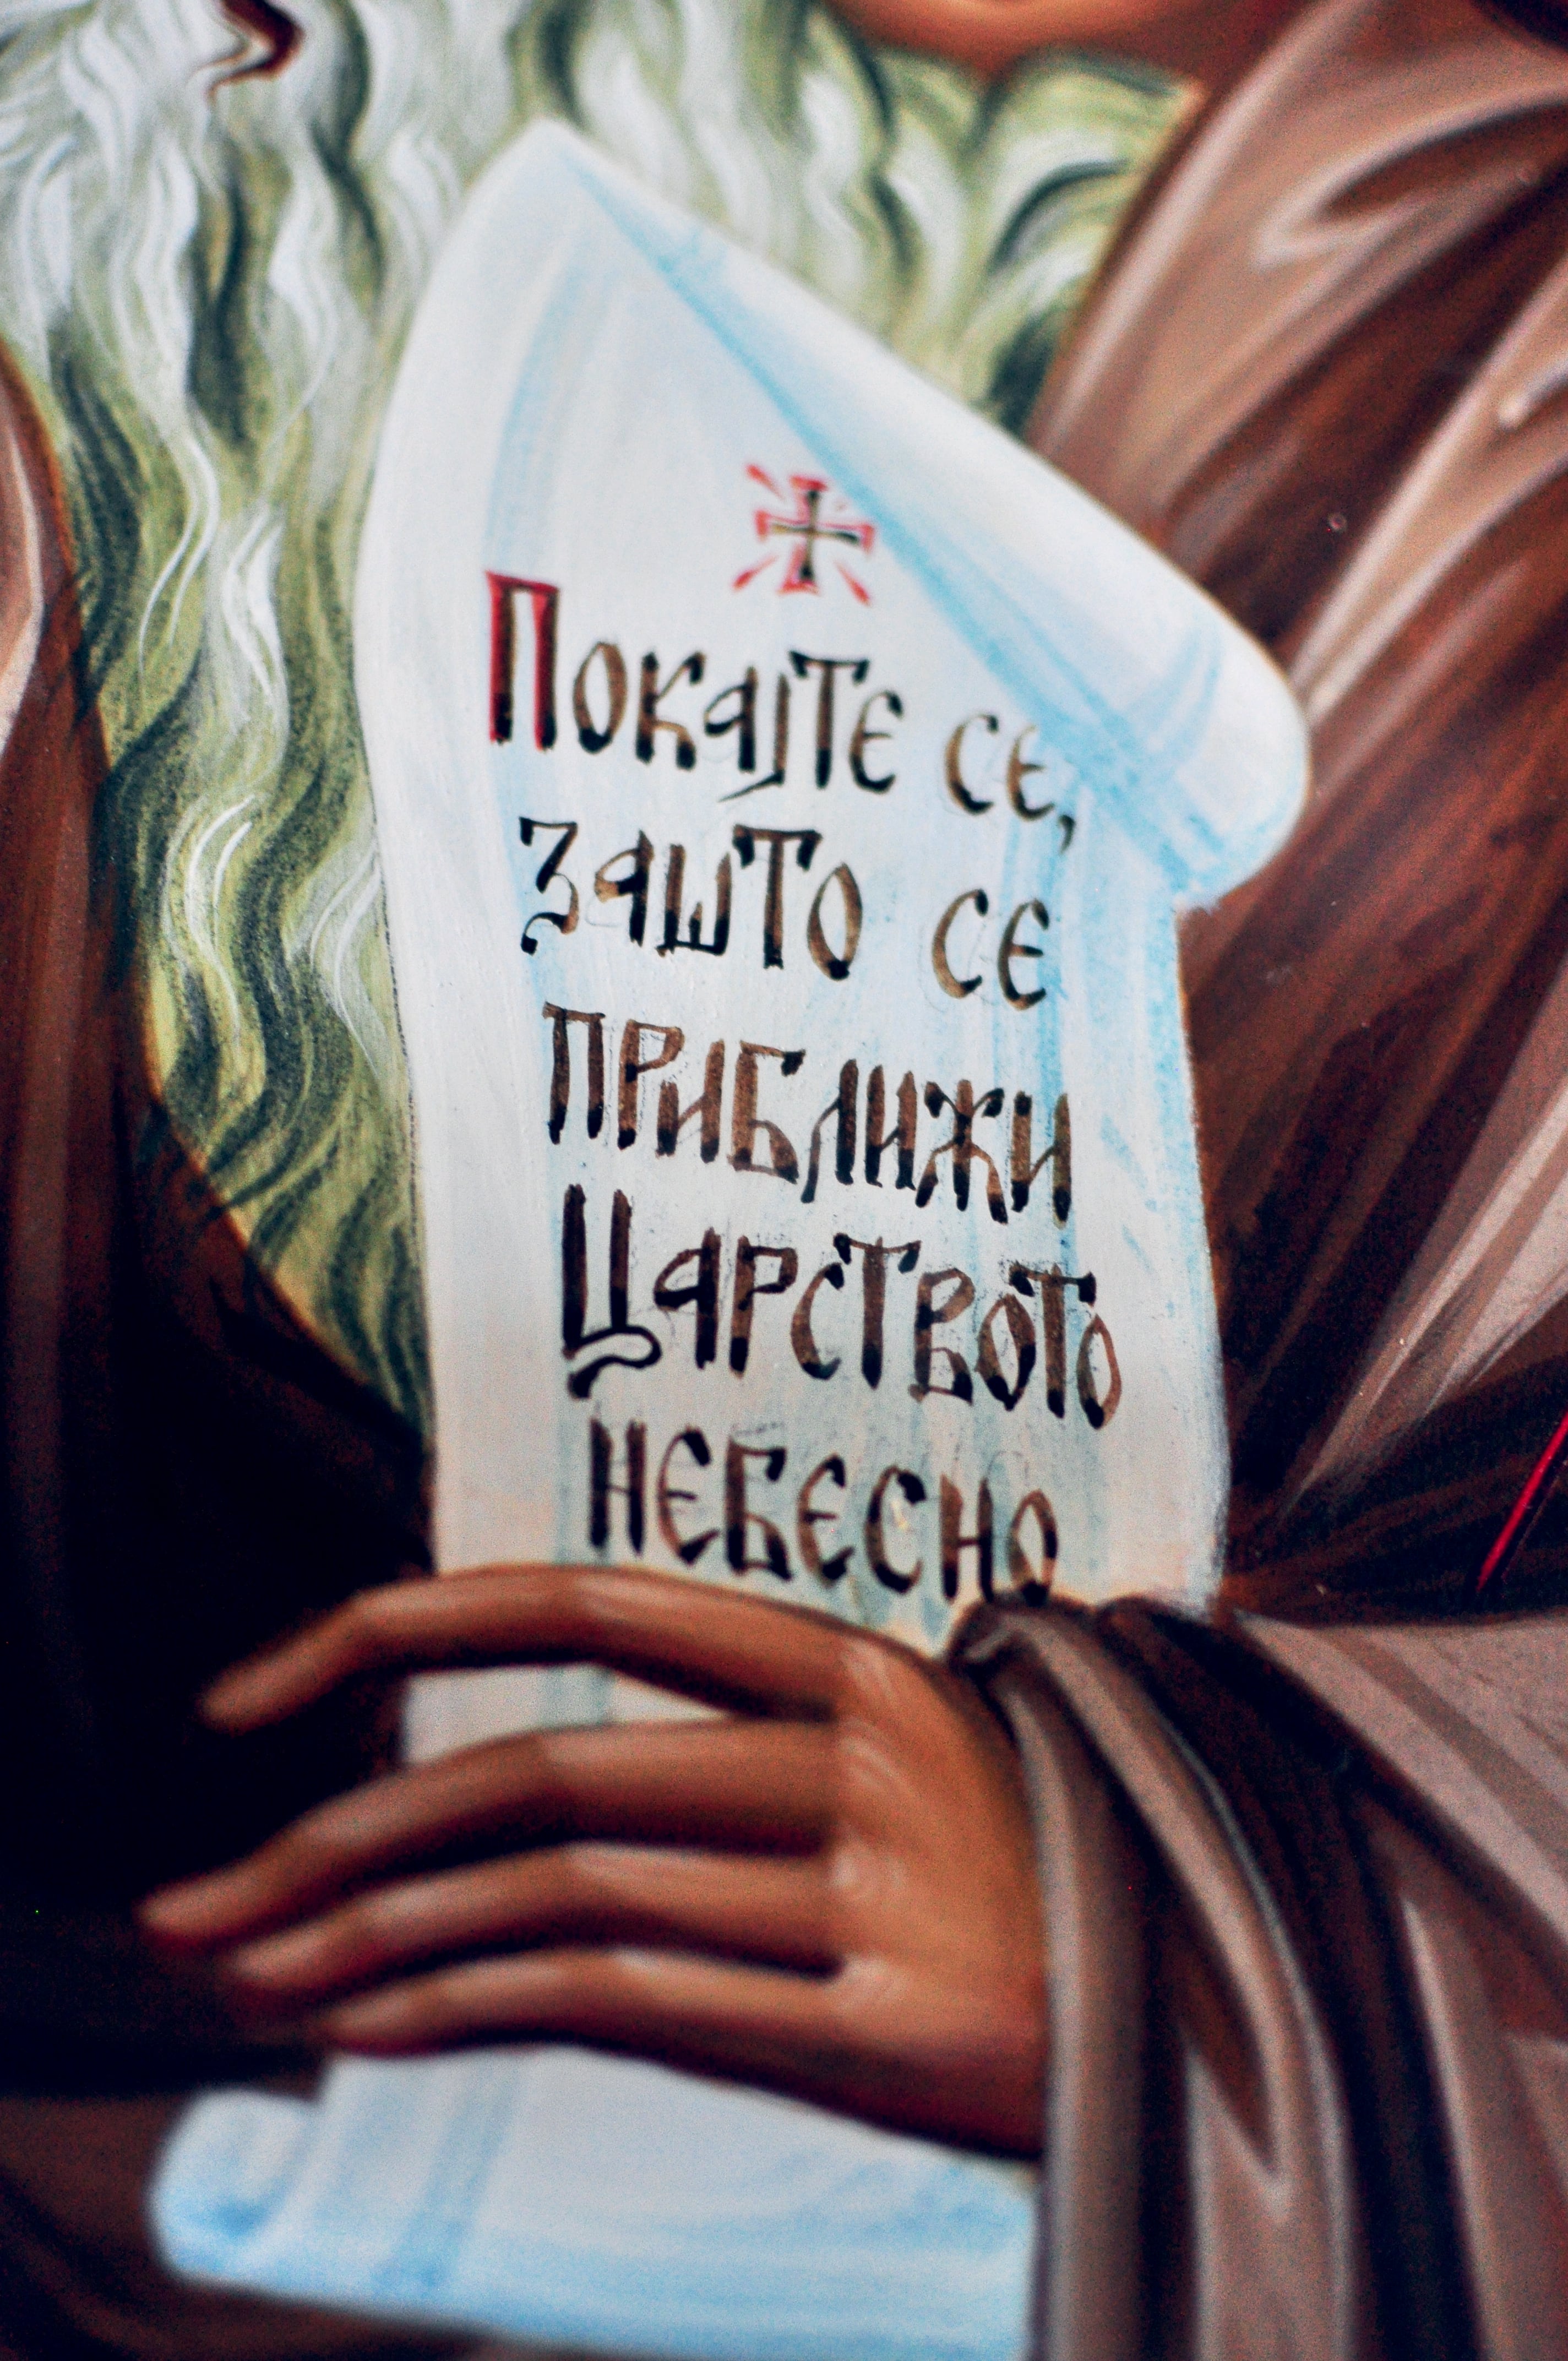 Покајте се,
зашто се
приближи
Царството
небесно